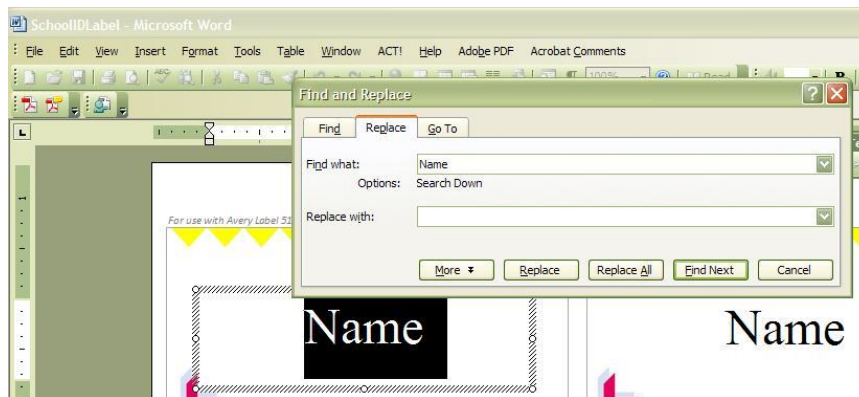 SchoolIDLabel - Microsoft Word
File Edit View Insert Format Tools Table Window ACT! Help Adobe PDF Acrobat Comments
100% Read B
Find and Replace
Find Replace Go To
Find what: Name
Options: Search Down
Replace with:
More Replace Replace All Find Next Cancel
For use with Avery Label 51
Name Name